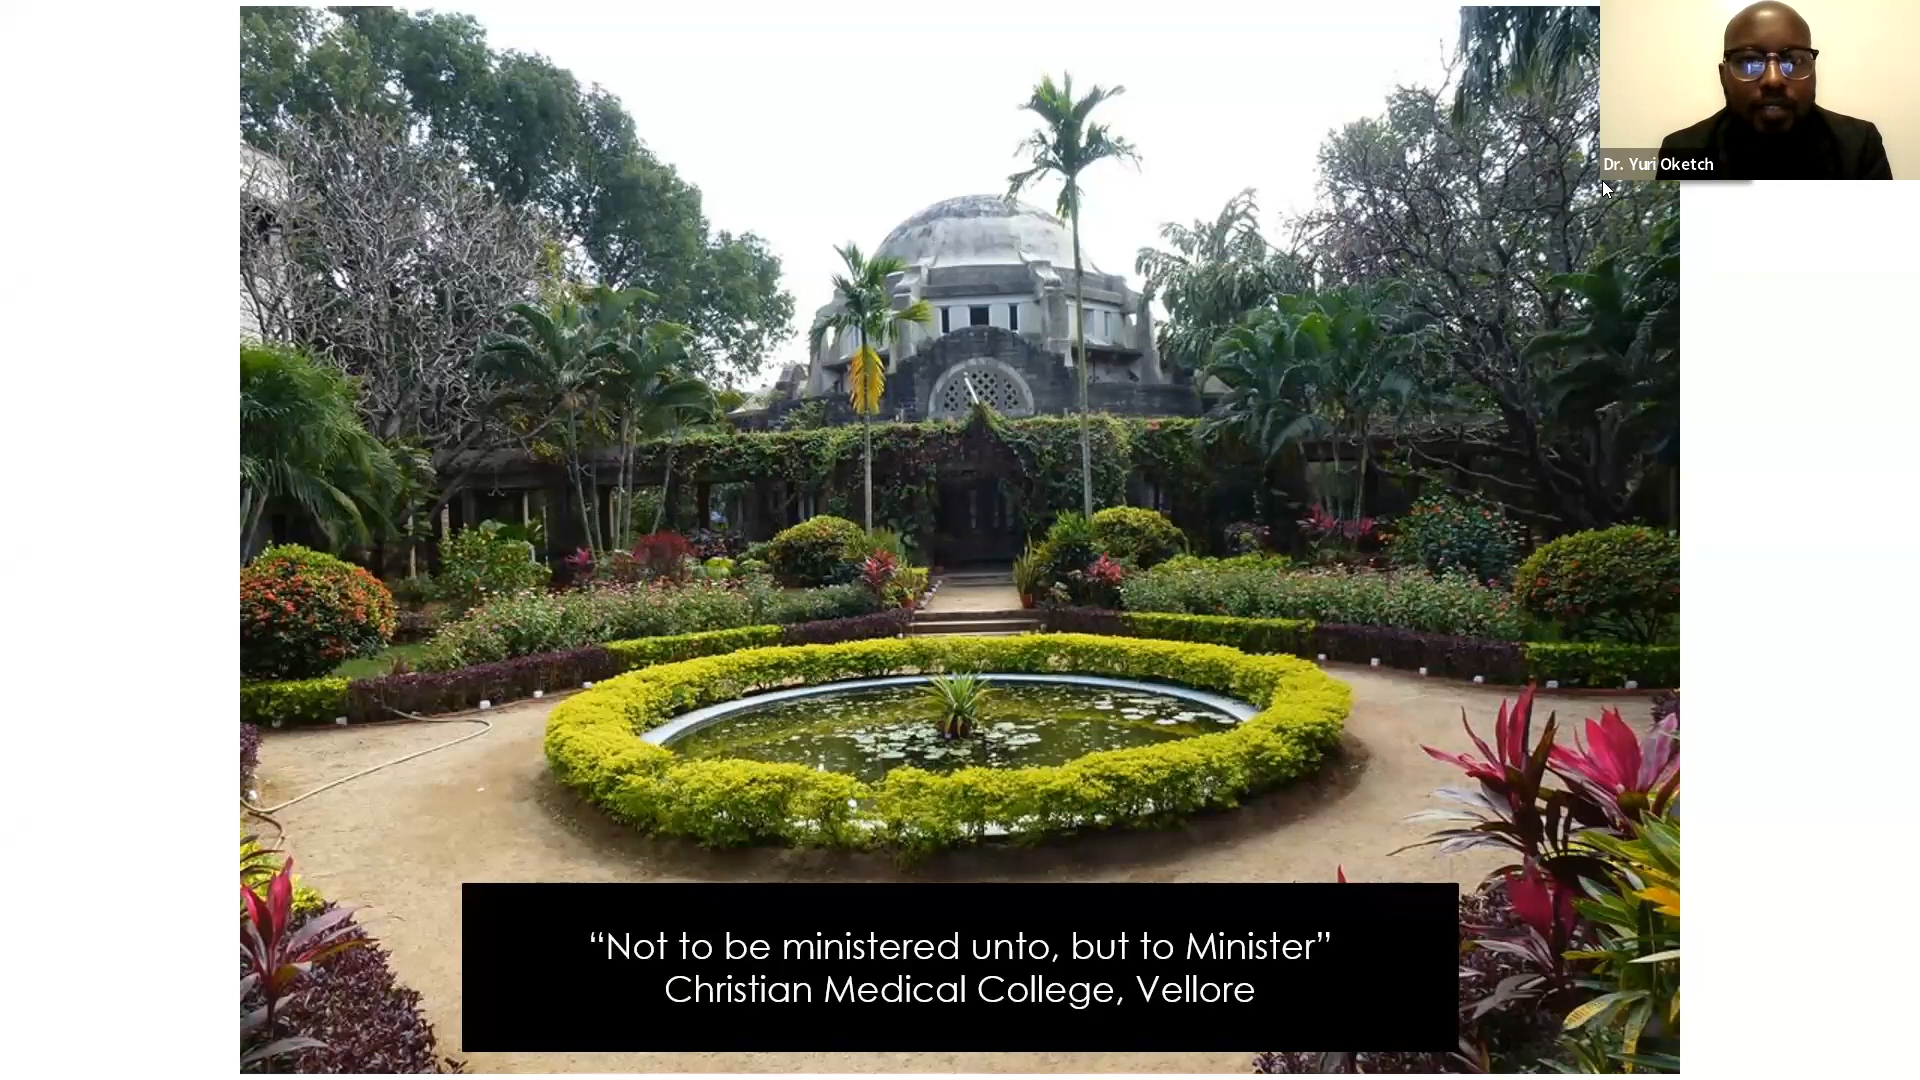 Dr. Yuri Oketch
“Not to be ministered unto, but to Minister”
Christian Medical College, Vellore